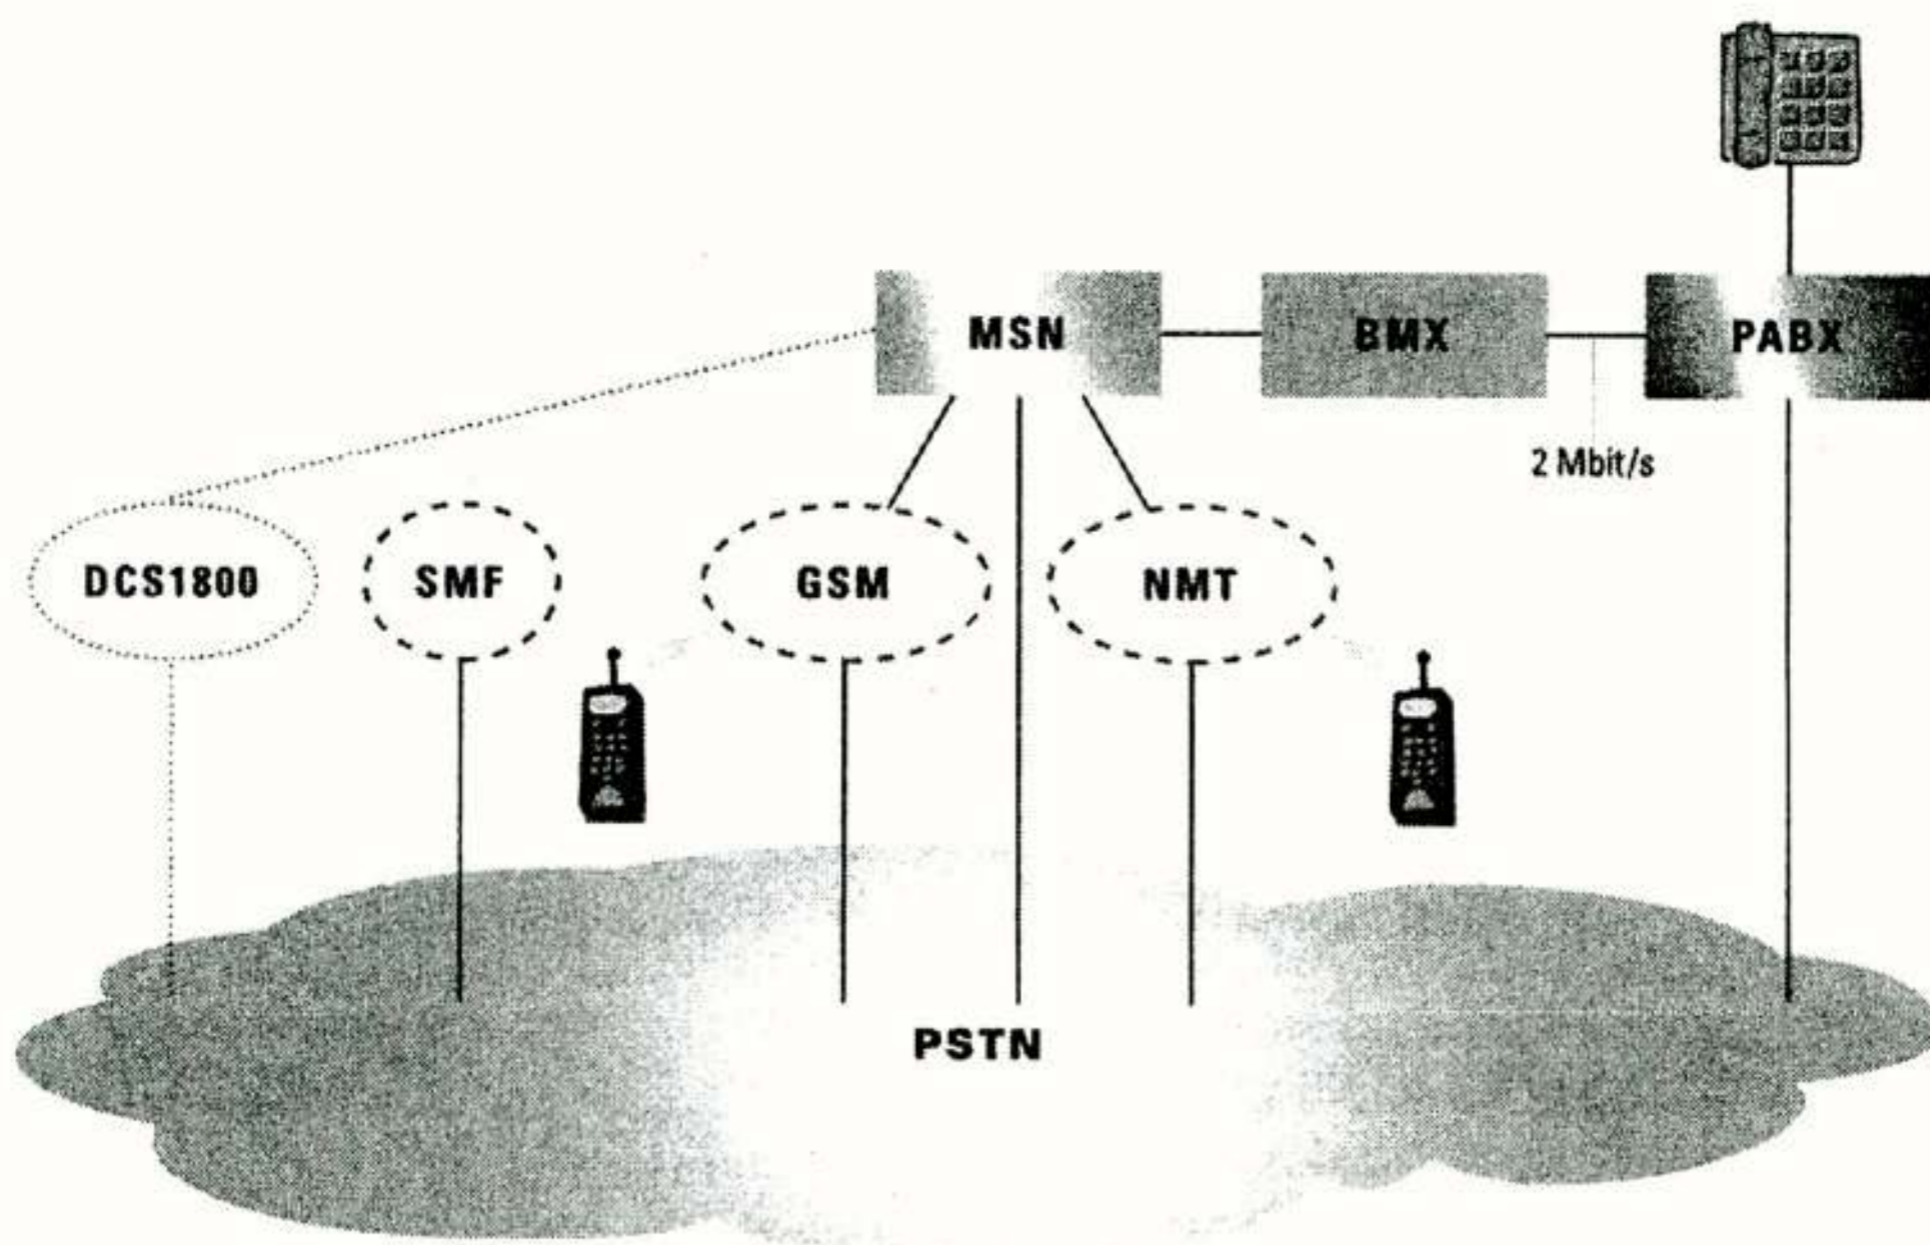 MSN
BMX
PABX
2 Mbit/s
DCS1800
SMF
GSM
NMT
PSTN